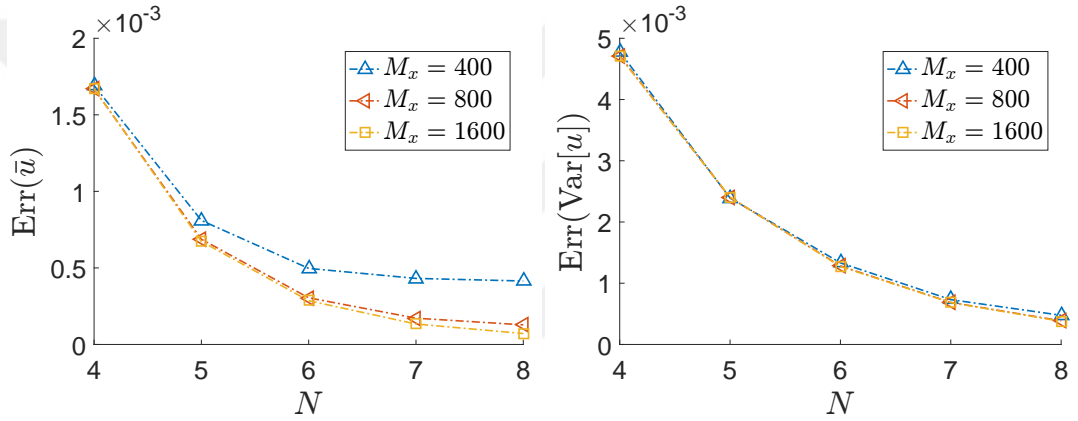 ×10⁻³
2
1.5
1
0.5
0
4 5 6 7 8
Err(ū)
N
M_x = 400
M_x = 800
M_x = 1600
×10⁻³
5
4
3
2
1
0
4 5 6 7 8
Err(Var[u])
N
M_x = 400
M_x = 800
M_x = 1600